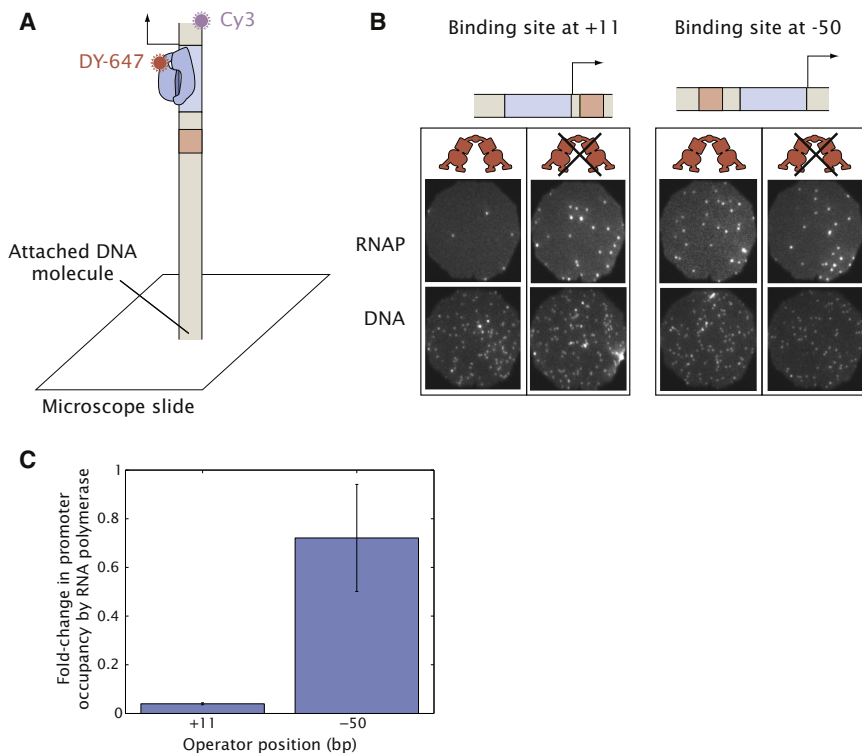 A
Cy3
DY-647
Attached DNA
molecule
Microscope slide
B
Binding site at +11
Binding site at -50
RNAP
DNA
C
Fold-change in promoter
occupancy by RNA polymerase
1
0.8
0.6
0.4
0.2
0
+11
−50
Operator position (bp)